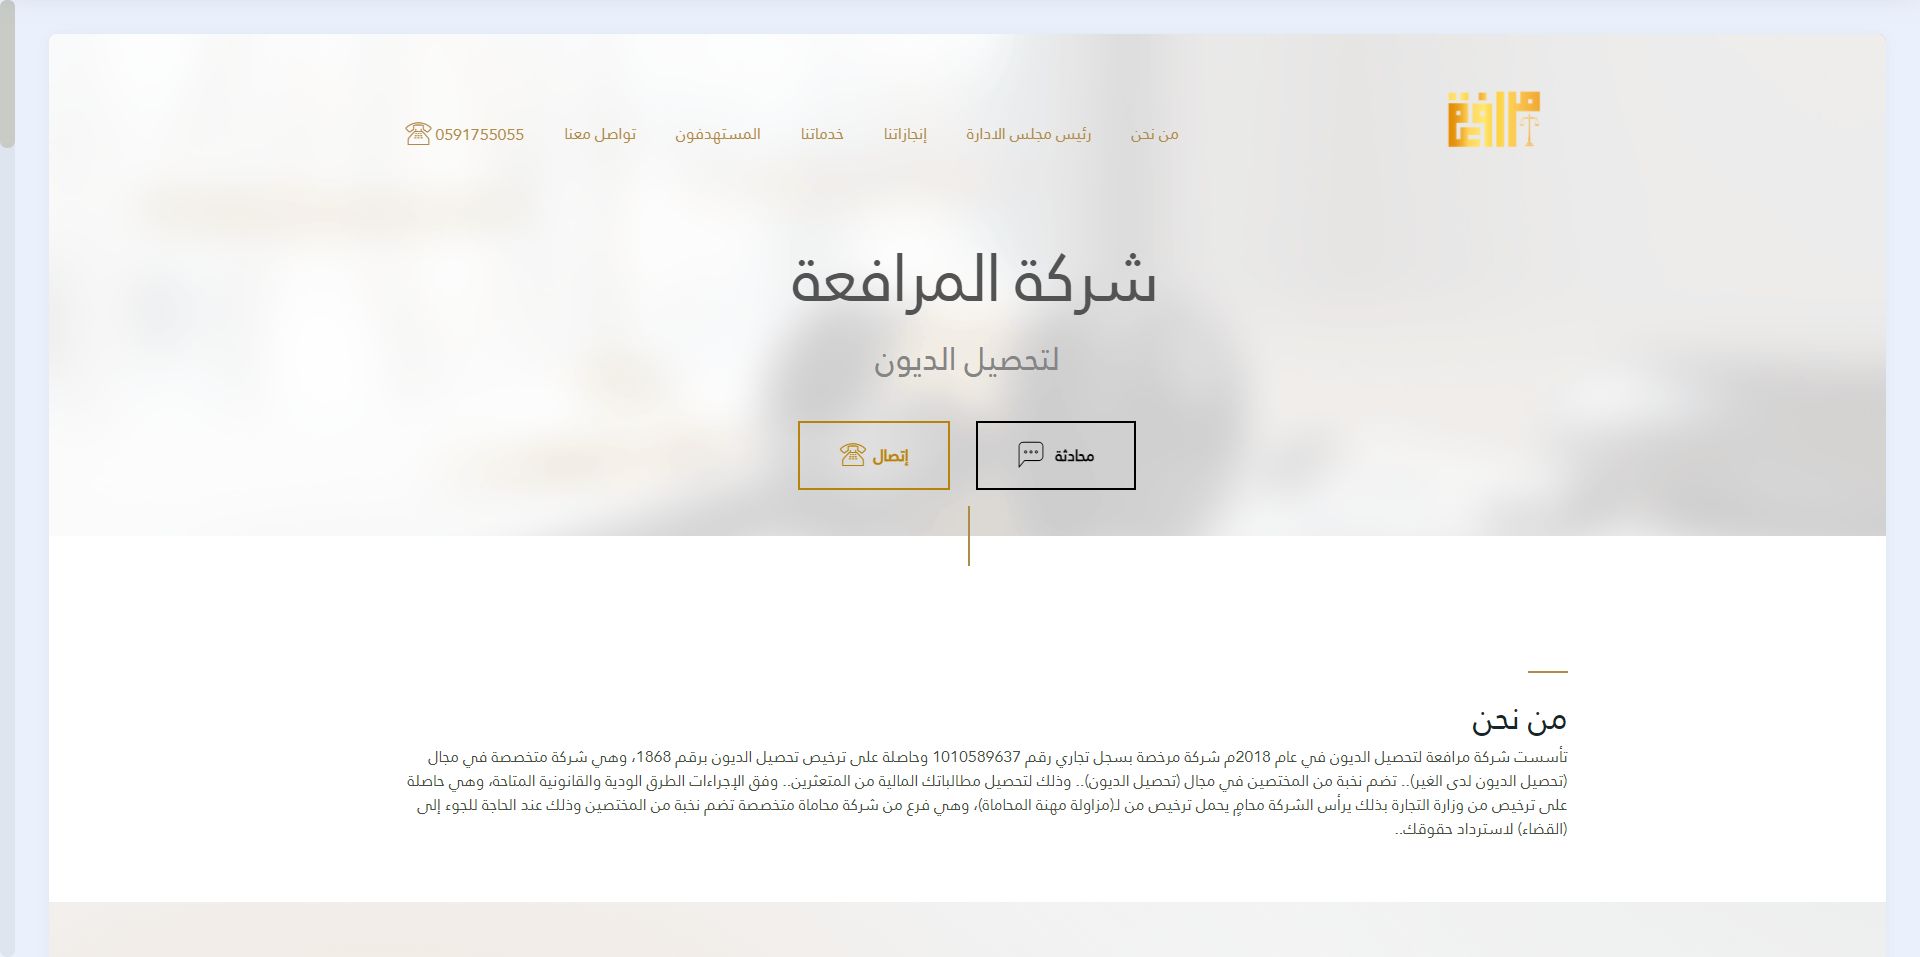 مرافعة
من نحن
رئيس مجلس الادارة
إنجازاتنا
خدماتنا
المستهدفون
تواصل معنا
0591755055
شركة المرافعة
لتحصيل الديون
محادثة
إتصال
من نحن
تأسست شركة مرافعة لتحصيل الديون في عام 2018م شركة مرخصة بسجل تجاري رقم 1010589637 وحاصلة على ترخيص تحصيل الديون برقم 1868، وهي شركة متخصصة في مجال
(تحصيل الديون لدى الغير).. تضم نخبة من المختصين في مجال (تحصيل الديون).. وذلك لتحصيل مطالباتك المالية من المتعثرين.. وفق الإجراءات الطرق الودية والقانونية المتاحة، وهي حاصلة
على ترخيص من وزارة التجارة بذلك يرأس الشركة محامٍ يحمل ترخيص من لـ(مزاولة مهنة المحاماة)، وهي فرع من شركة محاماة متخصصة تضم نخبة من المختصين وذلك عند الحاجة للجوء إلى
(القضاء) لاسترداد حقوقك..